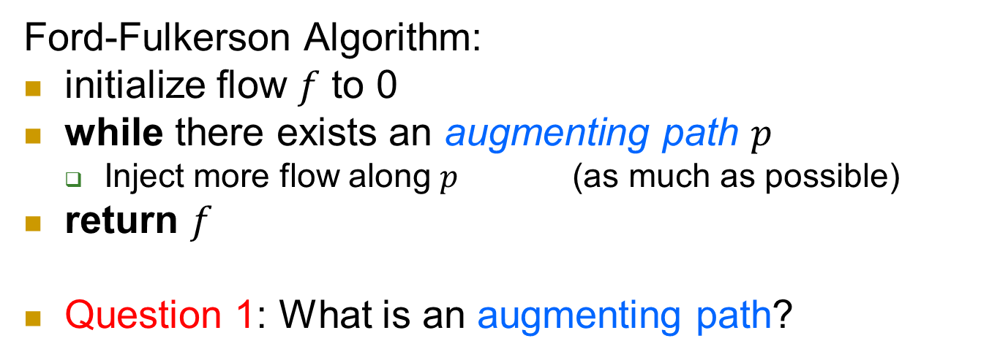 Ford-Fulkerson Algorithm:
initialize flow f to 0
while there exists an augmenting path p
Inject more flow along p (as much as possible)
return f
Question 1: What is an augmenting path?